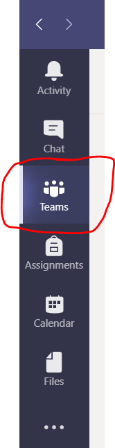 Activity
Chat
Teams
Assignments
Calendar
Files